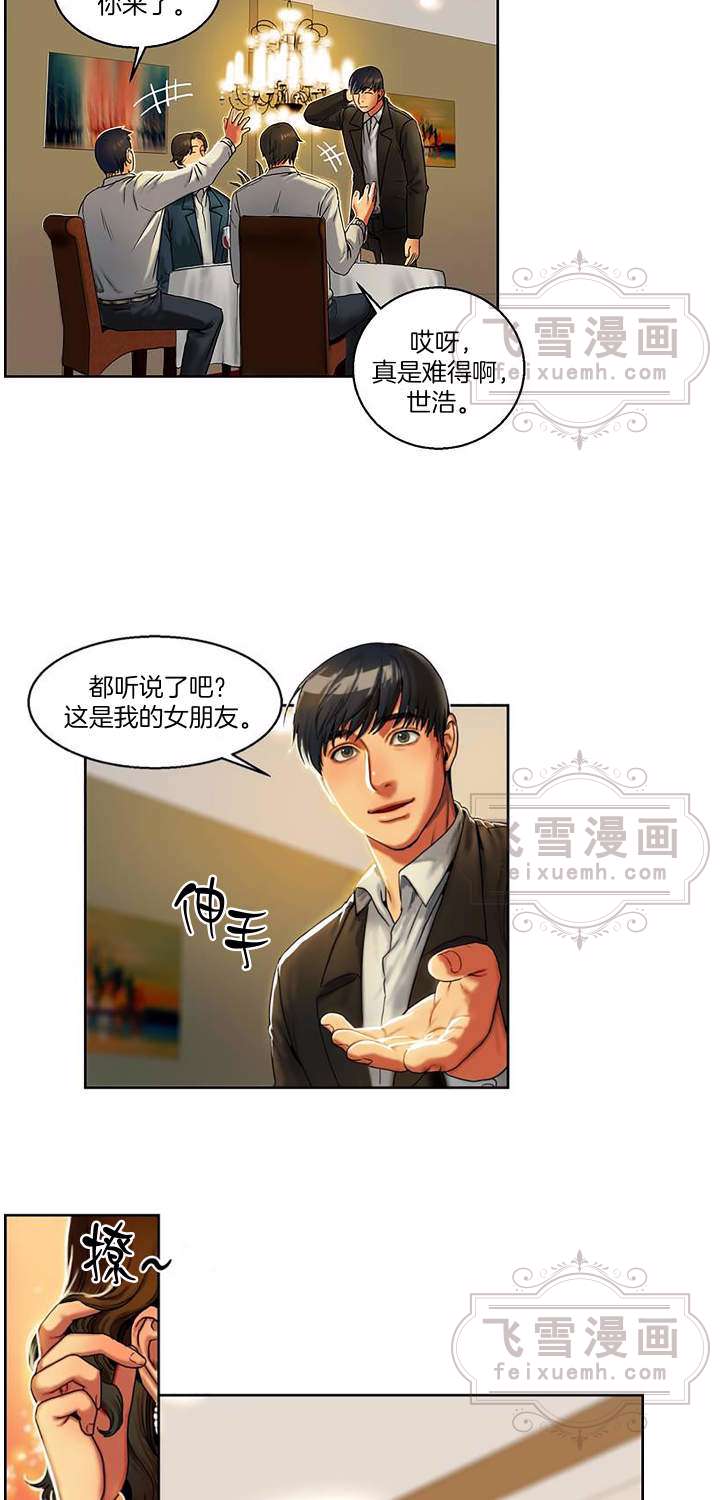 你来了。
哎呀，
真是难得啊，
世浩。
飞雪漫画
feixuemh.com
都听说了吧？
这是我的女朋友。
飞雪漫画
feixuemh.com
伸手
撩~
飞雪漫画
feixuemh.com